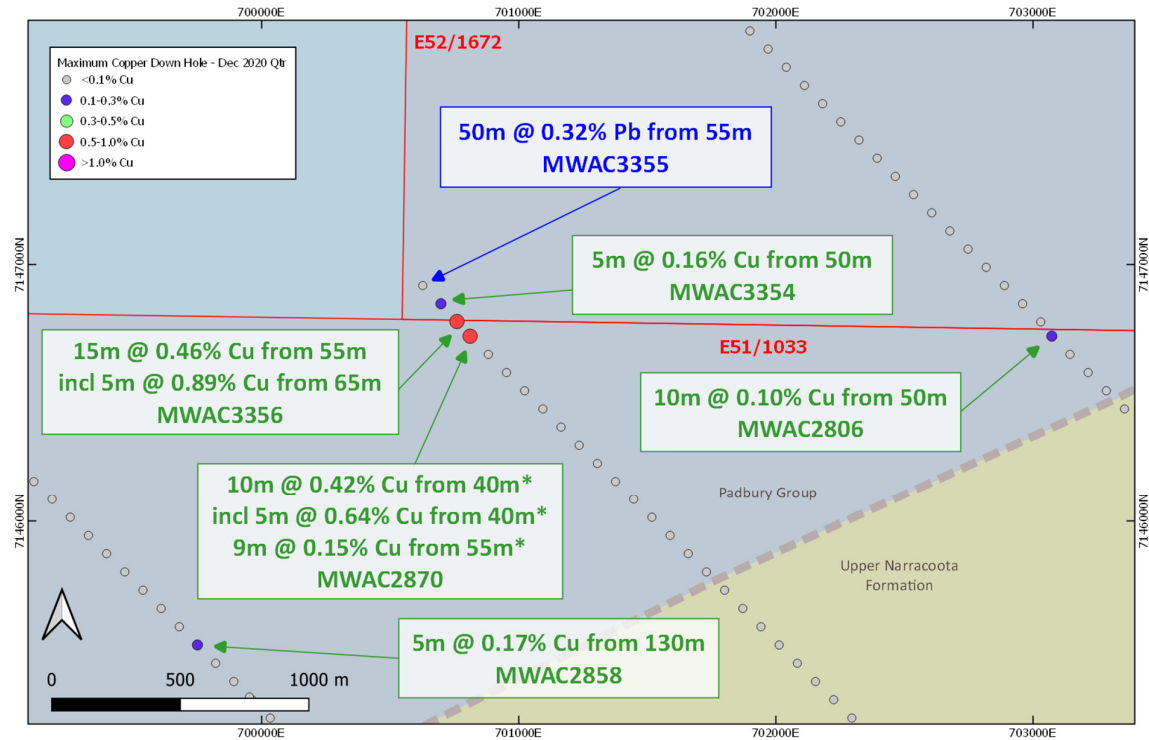 700000E
701000E
702000E
703000E
E52/1672
Maximum Copper Down Hole - Dec 2020 Qtr
<0.1% Cu
0.1-0.3% Cu
0.3-0.5% Cu
0.5-1.0% Cu
>1.0% Cu
50m @ 0.32% Pb from 55m
MWAC3355
7147000N
7147000N
5m @ 0.16% Cu from 50m
MWAC3354
E51/1033
15m @ 0.46% Cu from 55m
incl 5m @ 0.89% Cu from 65m
MWAC3356
10m @ 0.10% Cu from 50m
MWAC2806
10m @ 0.42% Cu from 40m*
incl 5m @ 0.64% Cu from 40m*
9m @ 0.15% Cu from 55m*
MWAC2870
Padbury Group
7146000N
7146000N
Upper Narracoota
Formation
5m @ 0.17% Cu from 130m
MWAC2858
0
500
1000 m
700000E
701000E
702000E
703000E